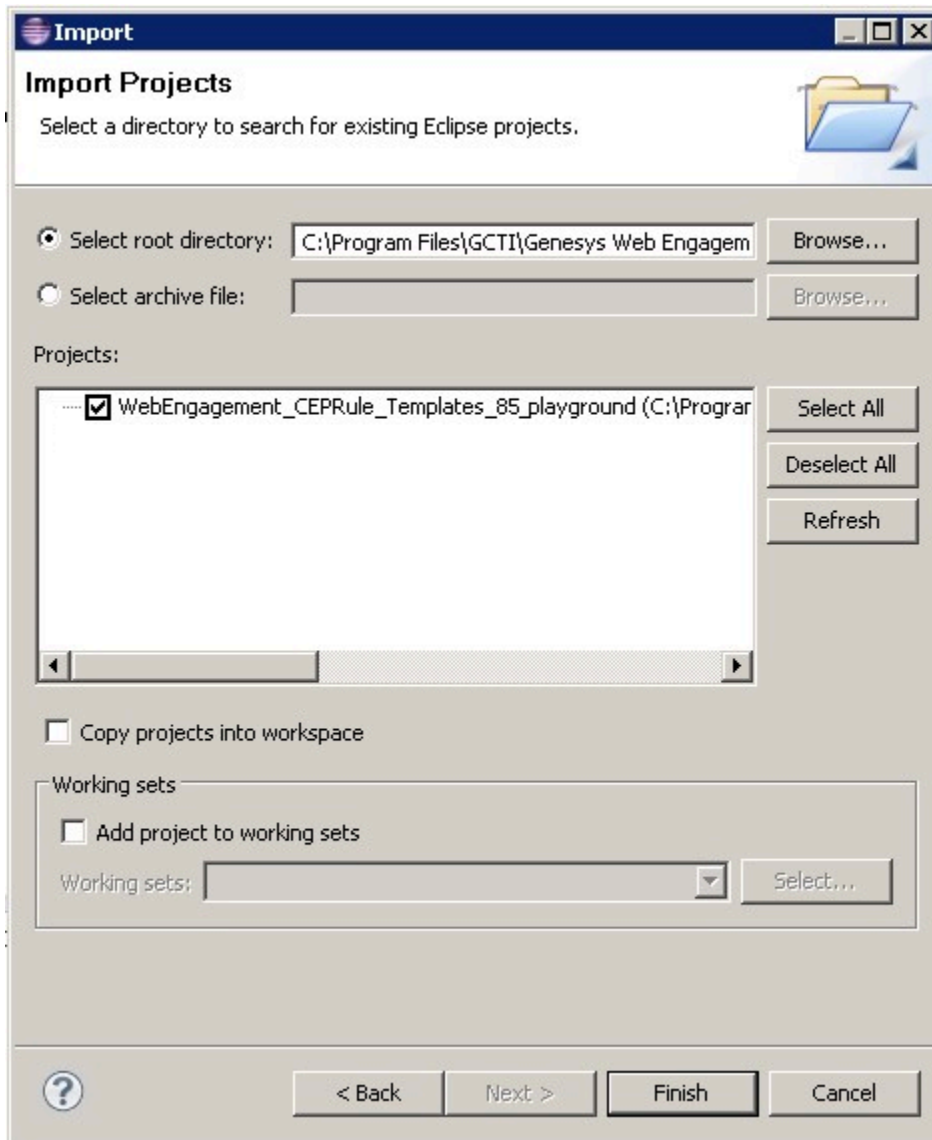 Import
Import Projects
Select a directory to search for existing Eclipse projects.
Select root directory: C:\Program Files\GCTI\Genesys Web Engagem Browse...
Select archive file: Browse...
Projects:
WebEngagement_CEPRule_Templates_85_playground (C:\Prograr Select All
Deselect All
Refresh
Copy projects into workspace
Working sets
Add project to working sets
Working sets: Select...
? < Back Next > Finish Cancel